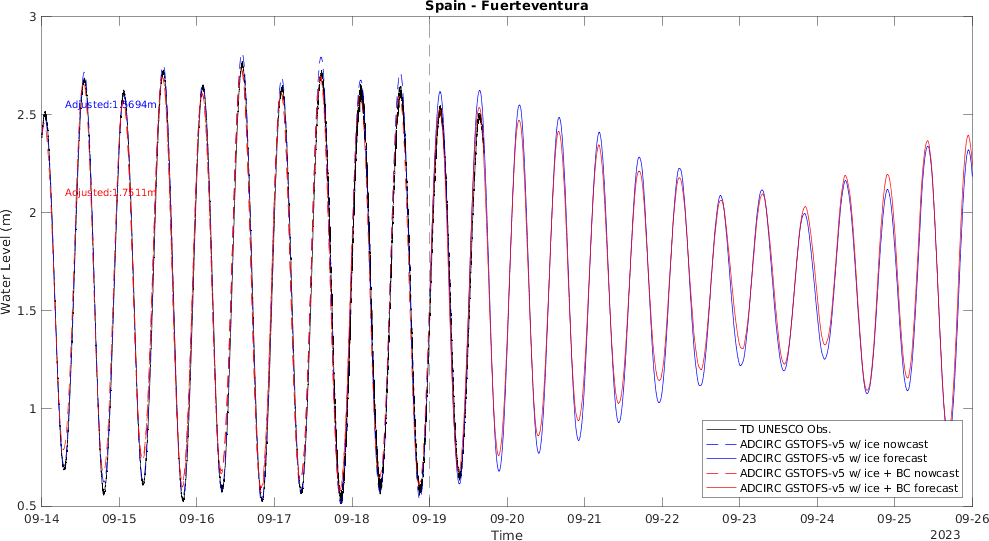 Spain - Fuerteventura
3
2.5
2
1.5
1
0.5
Water Level (m)
Adjusted:1.5694m
Adjusted:1.7511m
TD UNESCO Obs.
ADCIRC GSTOFS-v5 w/ ice nowcast
ADCIRC GSTOFS-v5 w/ ice forecast
ADCIRC GSTOFS-v5 w/ ice + BC nowcast
ADCIRC GSTOFS-v5 w/ ice + BC forecast
09-14 09-15 09-16 09-17 09-18 09-19 09-20 09-21 09-22 09-23 09-24 09-25 09-26
Time
2023